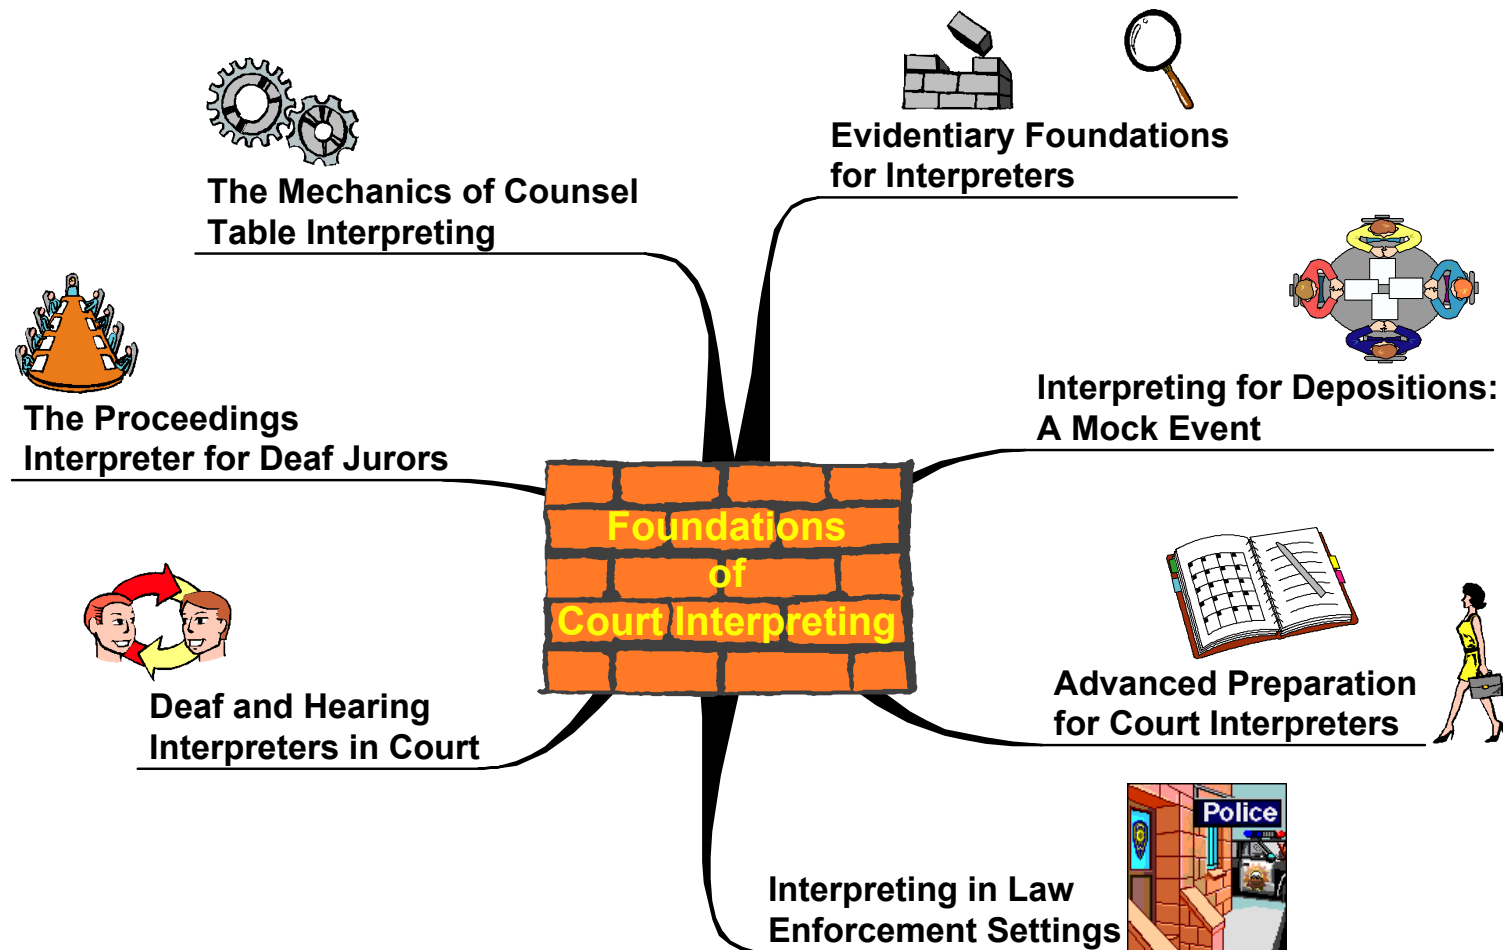 Foundations
of
Court Interpreting
Evidentiary Foundations
for Interpreters
Interpreting for Depositions:
A Mock Event
Advanced Preparation
for Court Interpreters
Police
Interpreting in Law
Enforcement Settings
Deaf and Hearing
Interpreters in Court
The Proceedings
Interpreter for Deaf Jurors
The Mechanics of Counsel
Table Interpreting